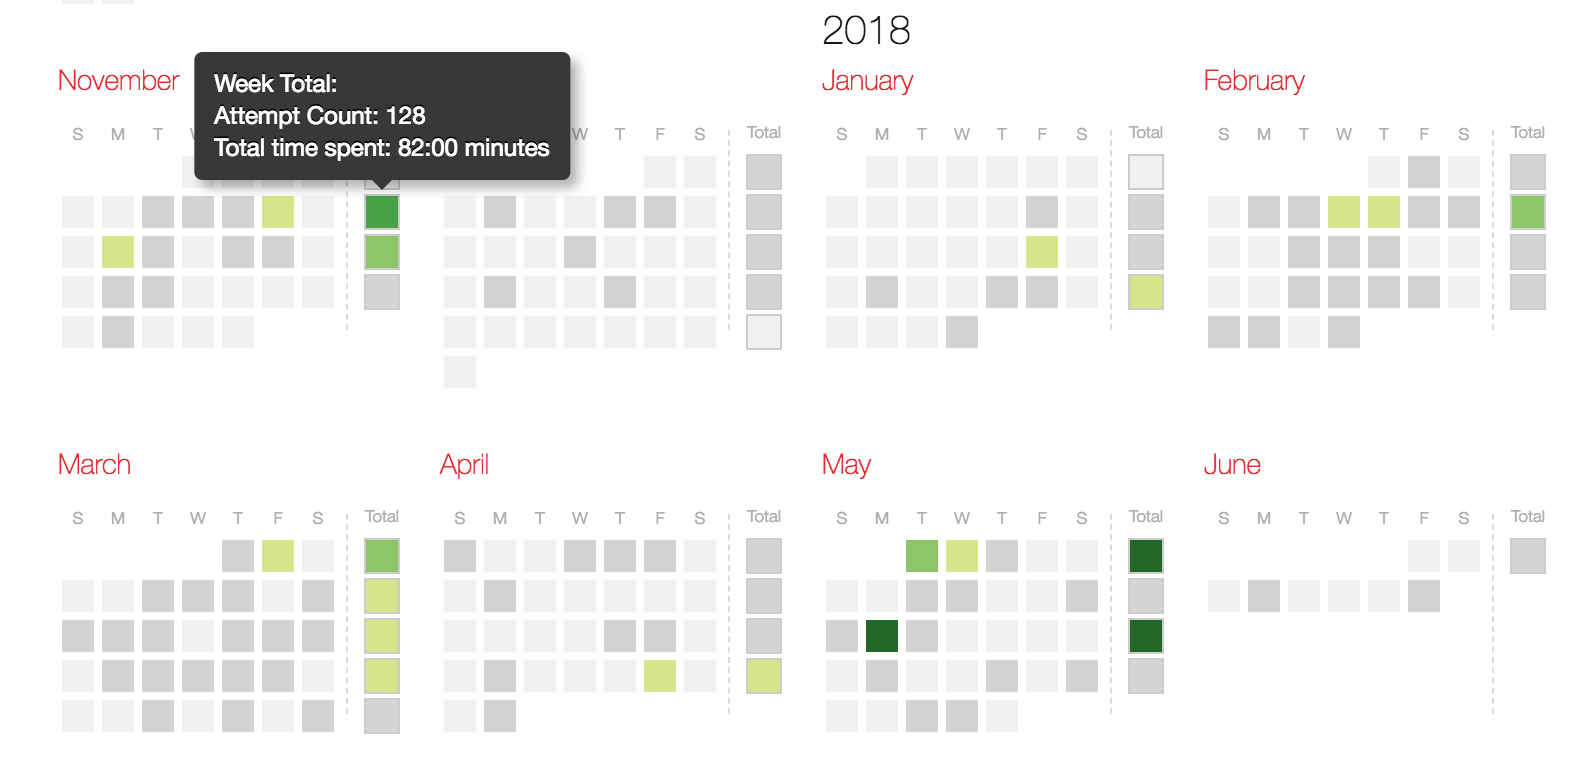 2018
November
January
February
Week Total:
Attempt Count: 128
Total time spent: 82:00 minutes
S M T W T F S Total
S M T W T F S Total
S M T W T F S Total
March
April
May
June
S M T W T F S Total
S M T W T F S Total
S M T W T F S Total
S M T W T F S Total